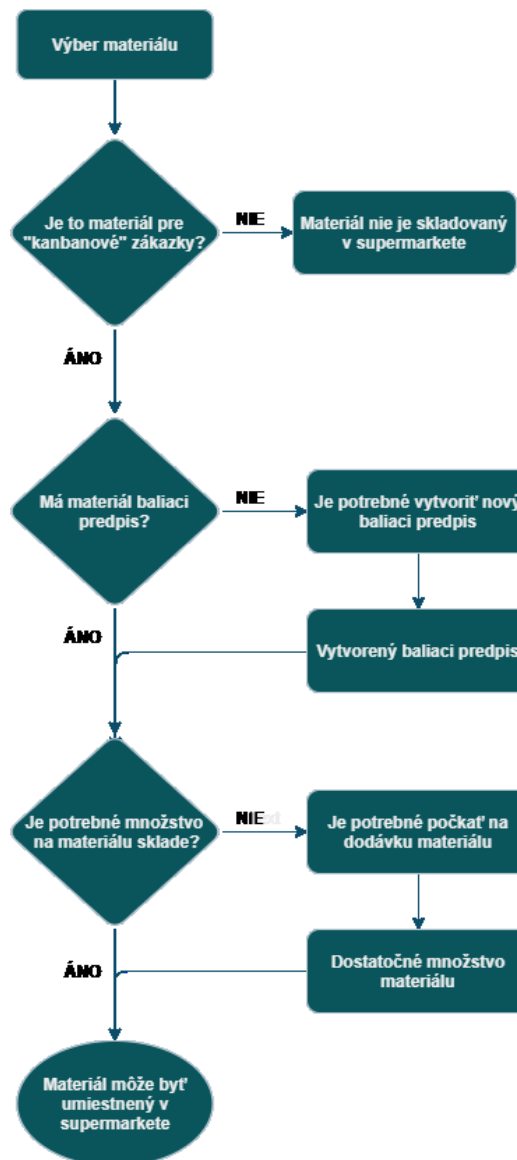 Výber materiálu
Je to materiál pre
"kanbanové" zákazky?
NIE
Materiál nie je skladovaný
v supermarkete
ÁNO
Má materiál baliaci
predpis?
NIE
Je potrebné vytvoriť nový
baliaci predpis
ÁNO
Vytvorený baliaci predpis
Je potrebné množstvo
na materiálu sklade?
NIE
Je potrebné počkať na
dodávku materiálu
ÁNO
Dostatočné množstvo
materiálu
Materiál môže byť
umiestnený v
supermarkete